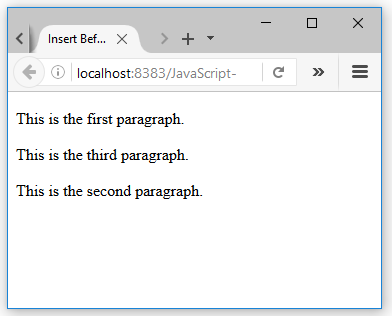 Insert Bef...
localhost:8383/JavaScript-
This is the first paragraph.
This is the third paragraph.
This is the second paragraph.